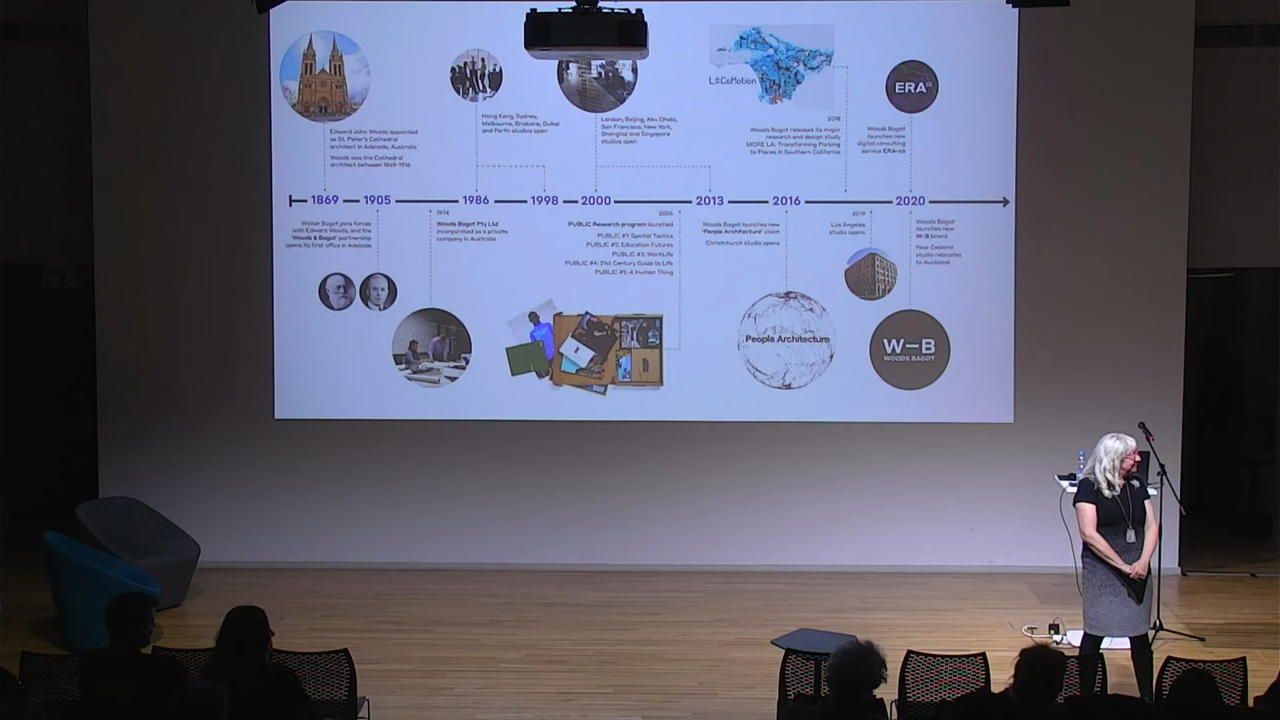 LACoMotion
ERA-co
Edward John Woods appointed
as St. Peter's Cathedral
architect in Adelaide, Australia
Woods was the Cathedral
architect between 1869-1916
Hong Kong, Sydney,
Melbourne, Brisbane, Dubai
and Perth studios open
London, Beijing, Abu Dhabi,
San Francisco, New York,
Shanghai and Singapore
studios open
2018
Woods Bagot releases its major
research and design study
MORE LA: Transforming Parking
to Places in Southern California
Woods Bagot
launches new
digital consulting
service ERA-co
1869 1905 1986 1998 2000 2013 2016 2020
Walter Bagot joins forces
with Edward Woods, and the
'Woods & Bagot' partnership
opens its first office in Adelaide
1974
Woods Bagot Pty Ltd
incorporated as a private
company in Australia
2006
PUBLIC Research program launched
PUBLIC #1: Spatial Tactics
PUBLIC #2: Education Futures
PUBLIC #3: WorkLife
PUBLIC #4: 21st Century Guide to Life
PUBLIC #5: A Human Thing
Woods Bagot launches new
'People Architecture' vision
Christchurch studio opens
2019
Los Angeles
studio opens
Woods Bagot
launches new
W-B brand
New Zealand
studio relocates
to Auckland
People Architecture
W–B
WOODS BAGOT